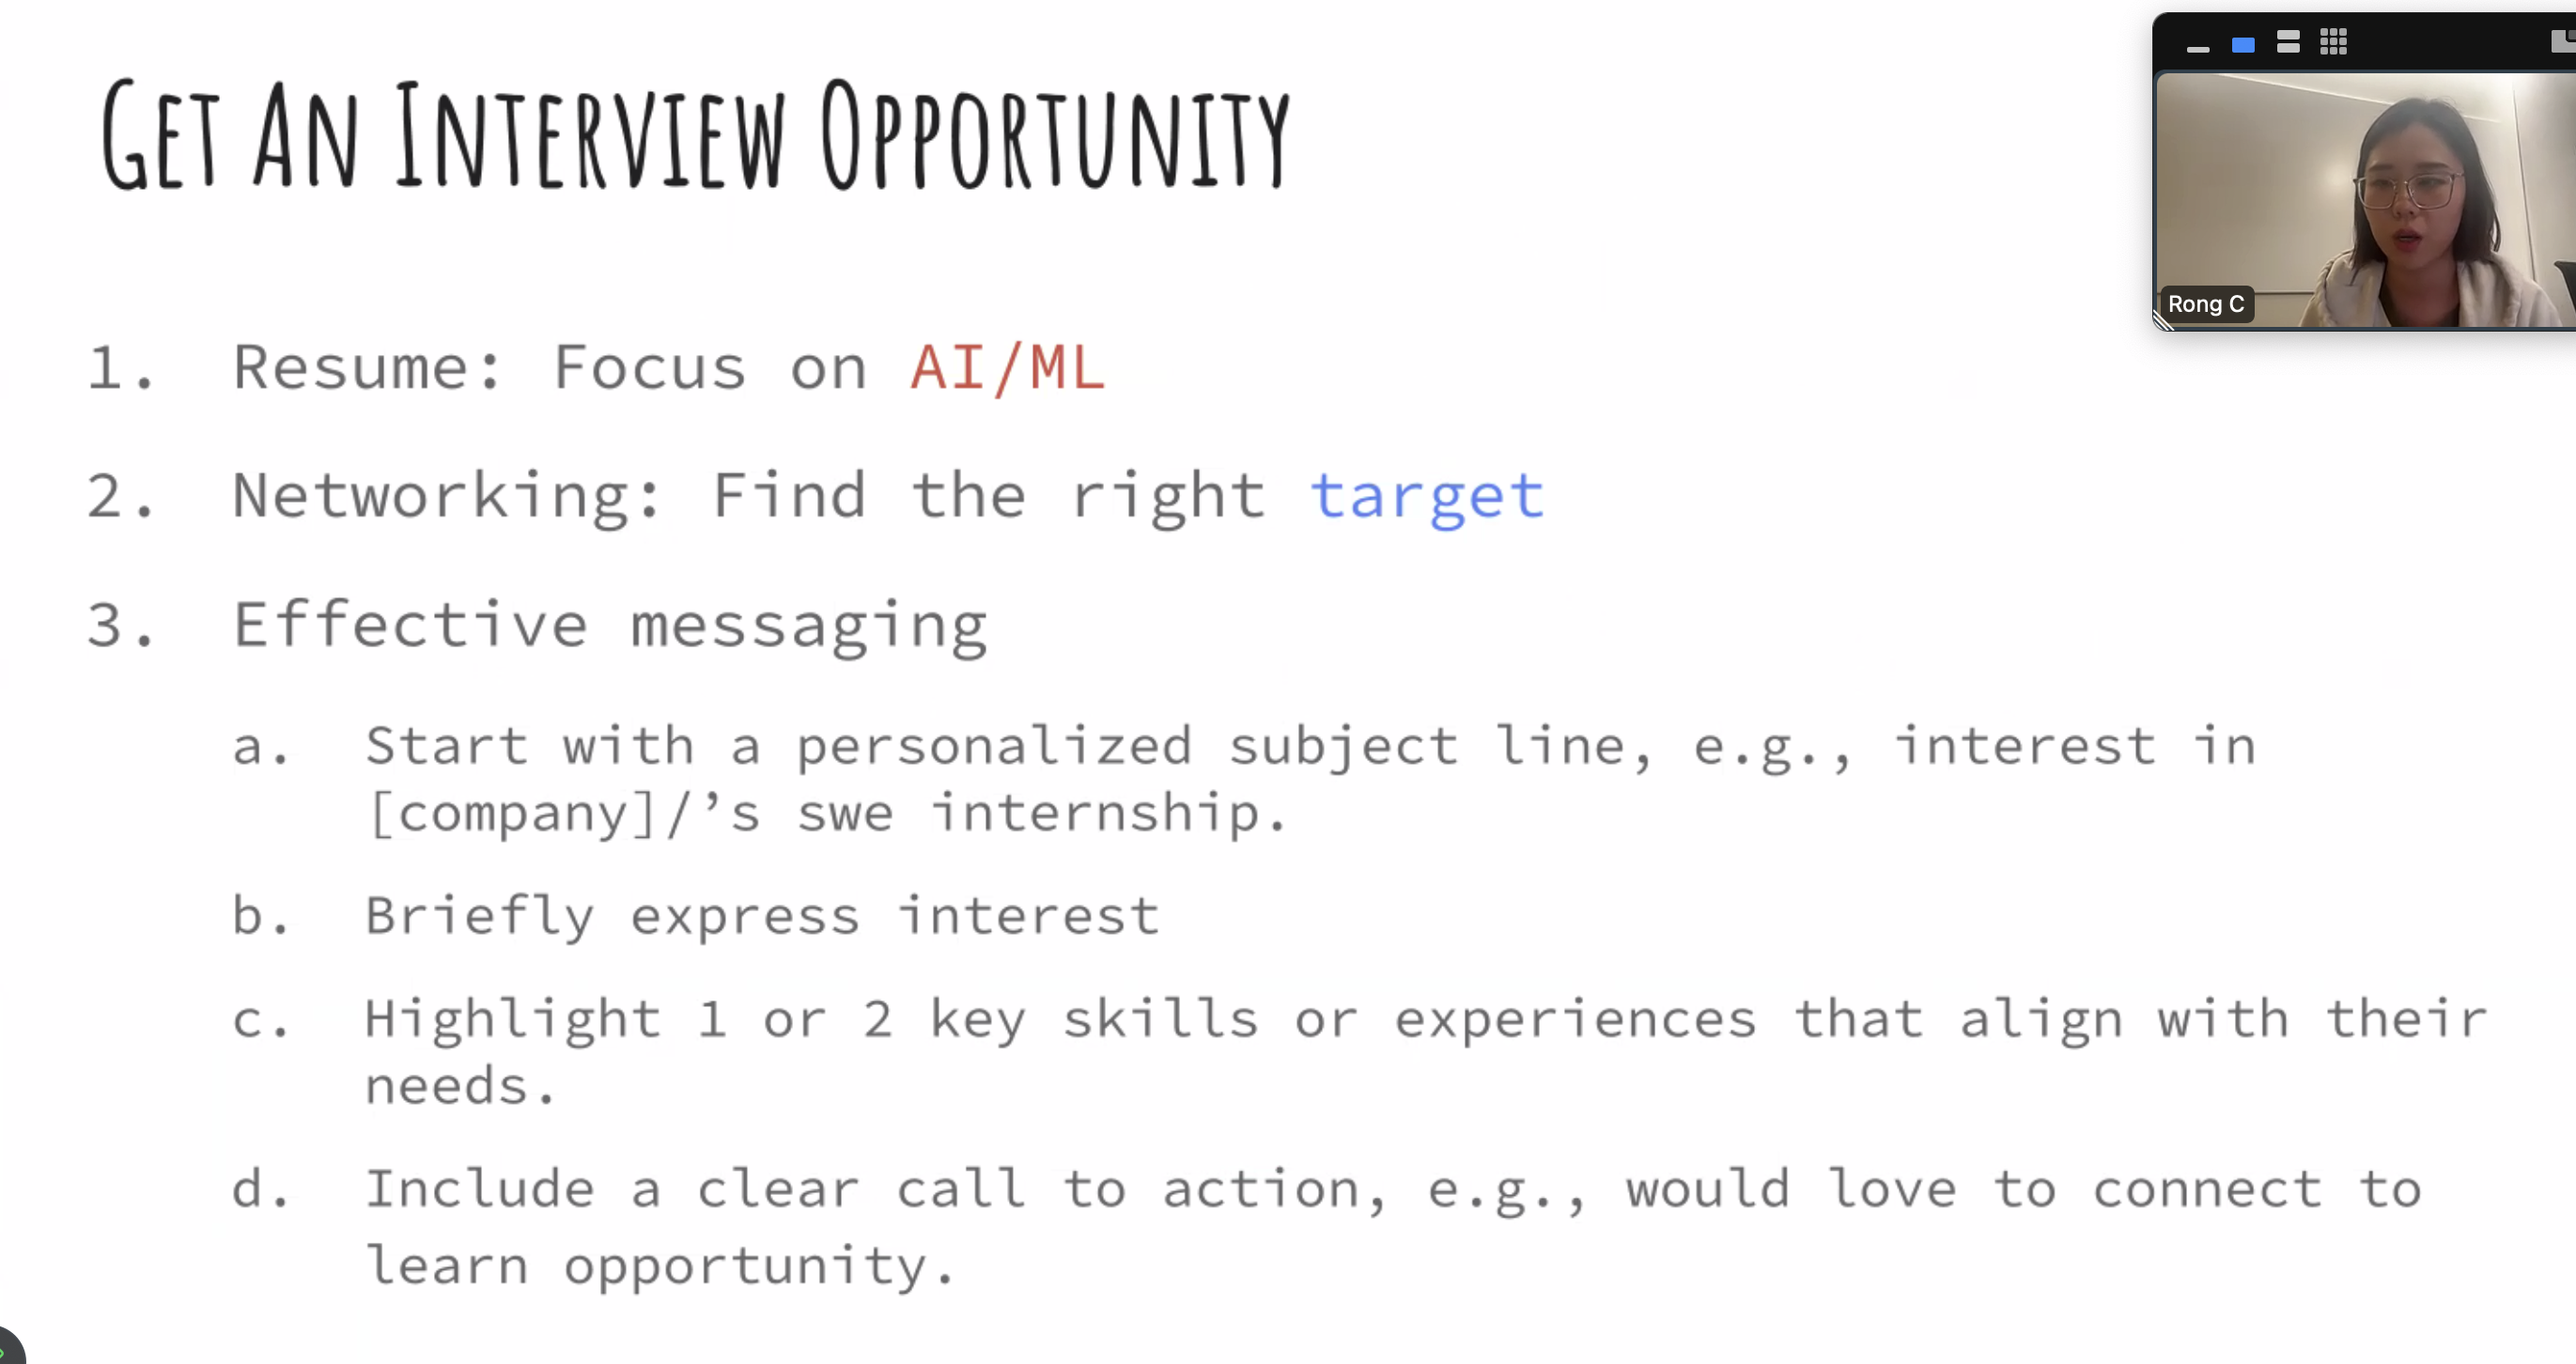 Get An Interview Opportunity
1. Resume: Focus on AI/ML
2. Networking: Find the right target
3. Effective messaging
a. Start with a personalized subject line, e.g., interest in
[company]/’s swe internship.
b. Briefly express interest
c. Highlight 1 or 2 key skills or experiences that align with their
needs.
d. Include a clear call to action, e.g., would love to connect to
learn opportunity.
Rong C